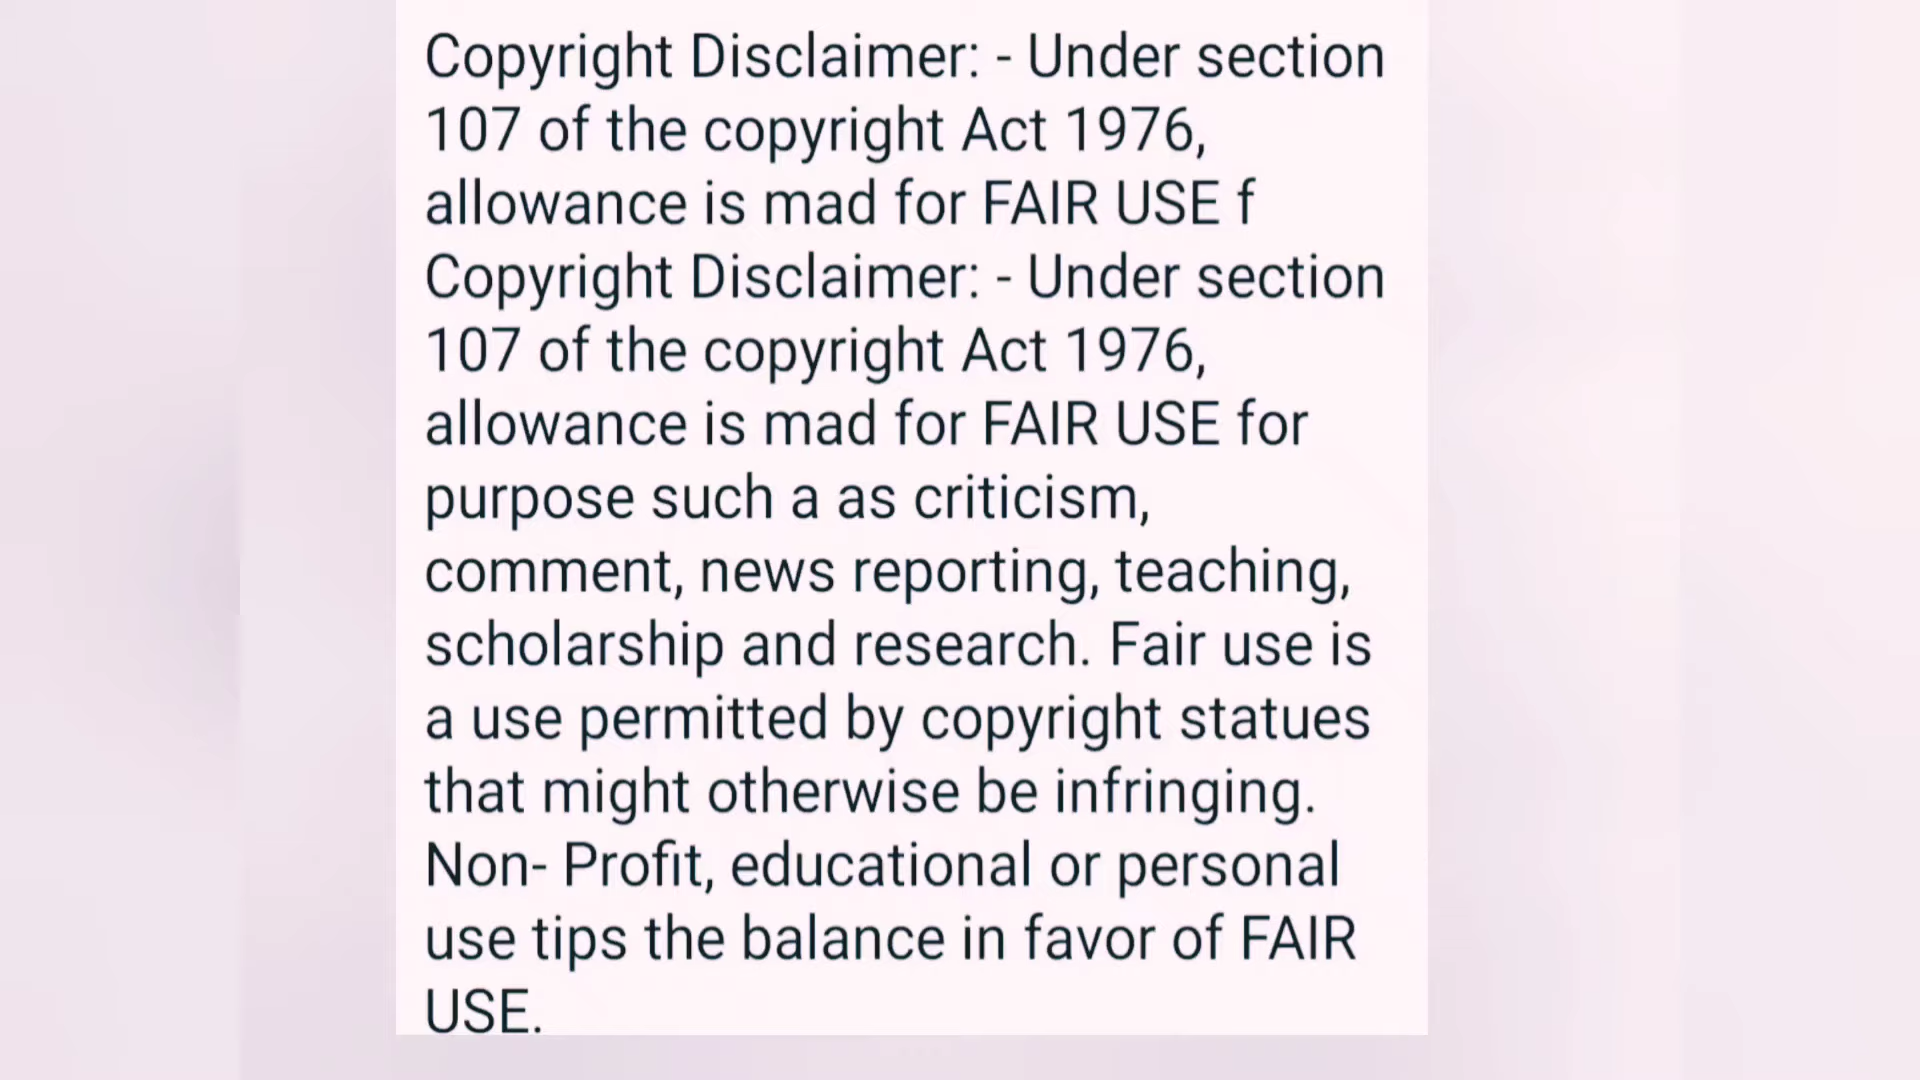 Copyright Disclaimer: - Under section
107 of the copyright Act 1976,
allowance is mad for FAIR USE f
Copyright Disclaimer: - Under section
107 of the copyright Act 1976,
allowance is mad for FAIR USE for
purpose such a as criticism,
comment, news reporting, teaching,
scholarship and research. Fair use is
a use permitted by copyright statues
that might otherwise be infringing.
Non- Profit, educational or personal
use tips the balance in favor of FAIR
USE.